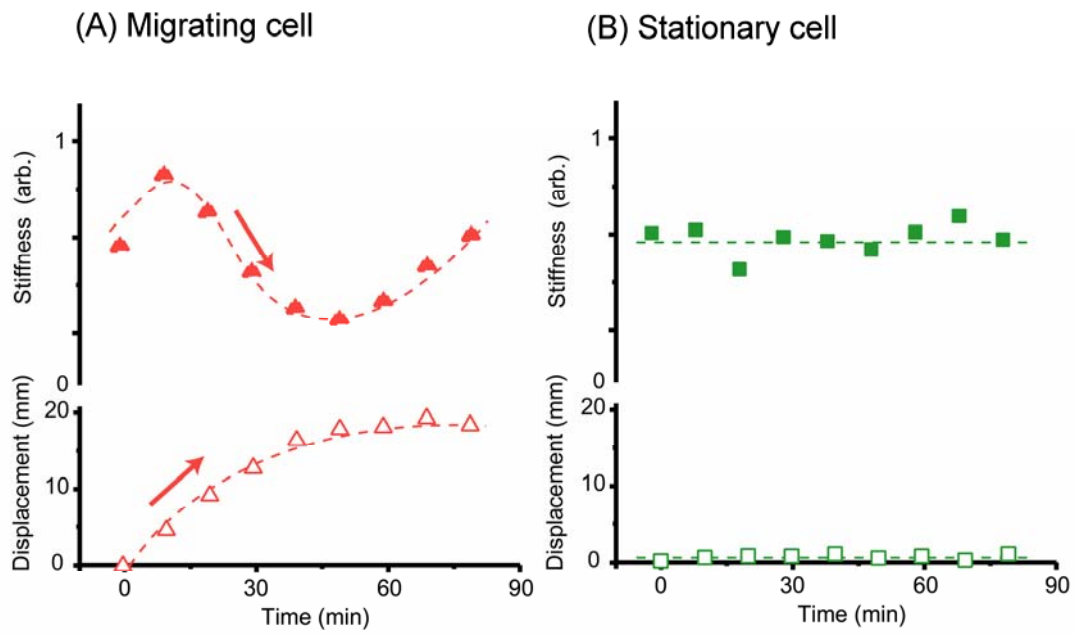 (A) Migrating cell
(B) Stationary cell
Stiffness (arb.)
1
0
Displacement (mm)
20
10
0
0 30 60 90
Time (min)
Stiffness (arb.)
1
0
Displacement (mm)
20
10
0
0 30 60 90
Time (min)